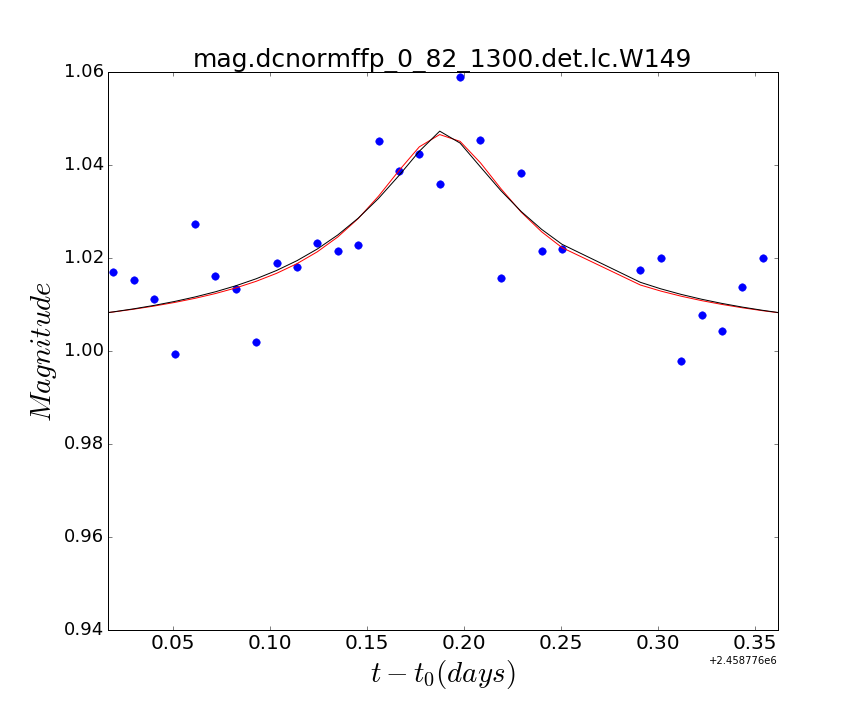 mag.dcnormffp_0_82_1300.det.lc.W149
1.06
1.04
1.02
1.00
0.98
0.96
0.94
Magnitude
0.05 0.10 0.15 0.20 0.25 0.30 0.35
+2.458776e6
t − t₀(days)